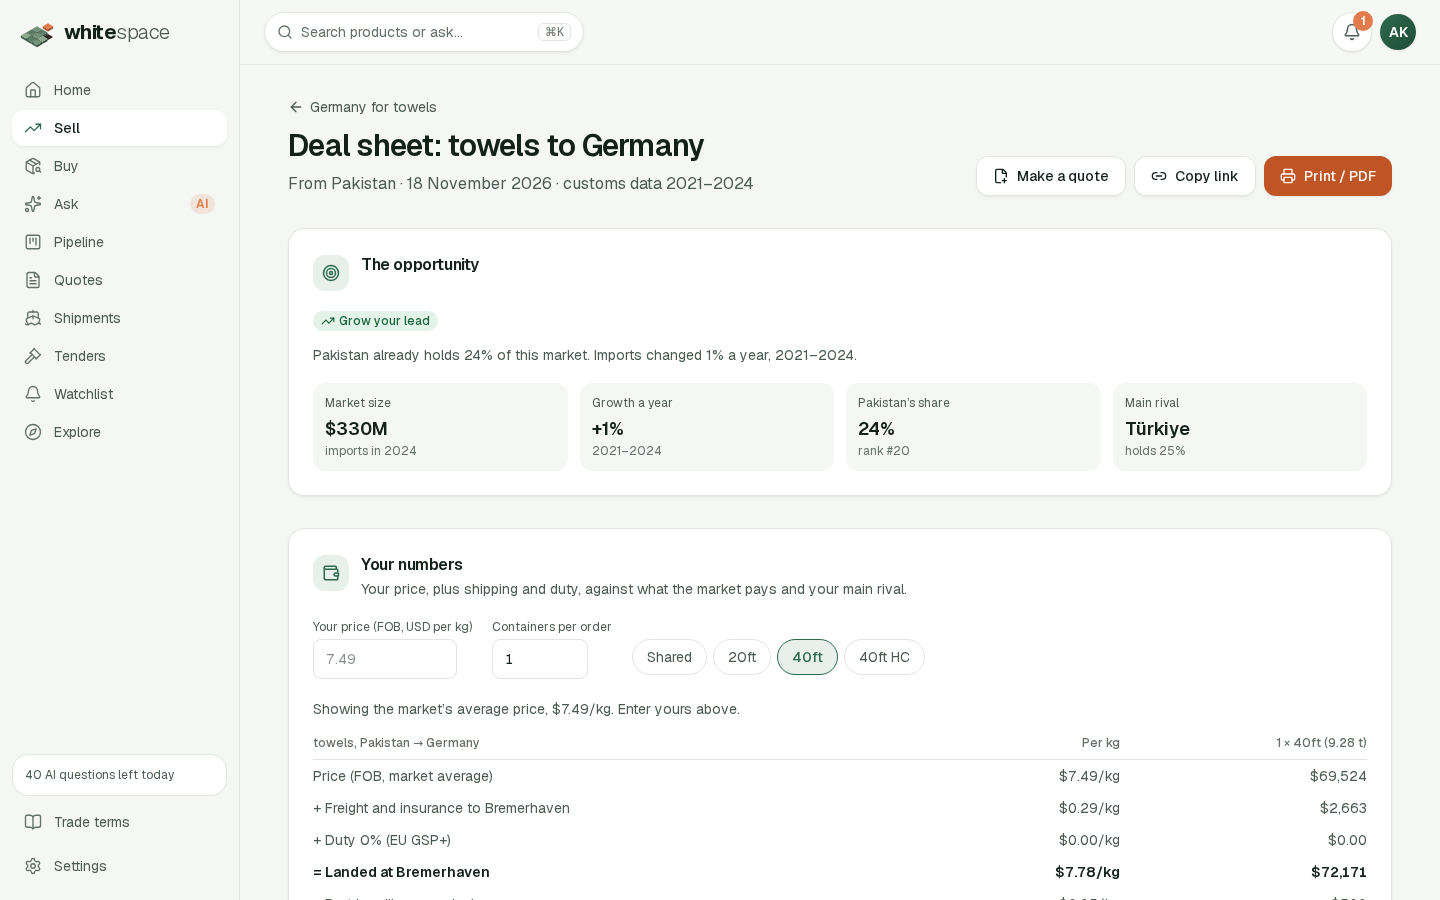 whitespace
Search products or ask... ⌘K
1
AK
Home
Sell
Buy
Ask AI
Pipeline
Quotes
Shipments
Tenders
Watchlist
Explore
40 AI questions left today
Trade terms
Settings
← Germany for towels
Deal sheet: towels to Germany
From Pakistan · 18 November 2026 · customs data 2021–2024
Make a quote
Copy link
Print / PDF
The opportunity
Grow your lead
Pakistan already holds 24% of this market. Imports changed 1% a year, 2021–2024.
Market size
$330M
imports in 2024
Growth a year
+1%
2021–2024
Pakistan's share
24%
rank #20
Main rival
Türkiye
holds 25%
Your numbers
Your price, plus shipping and duty, against what the market pays and your main rival.
Your price (FOB, USD per kg)
7.49
Containers per order
1
Shared
20ft
40ft
40ft HC
Showing the market's average price, $7.49/kg. Enter yours above.
towels, Pakistan → Germany Per kg 1 × 40ft (9.28 t)
Price (FOB, market average) $7.49/kg $69,524
+ Freight and insurance to Bremerhaven $0.29/kg $2,663
+ Duty 0% (EU GSP+) $0.00/kg $0.00
= Landed at Bremerhaven $7.78/kg $72,171